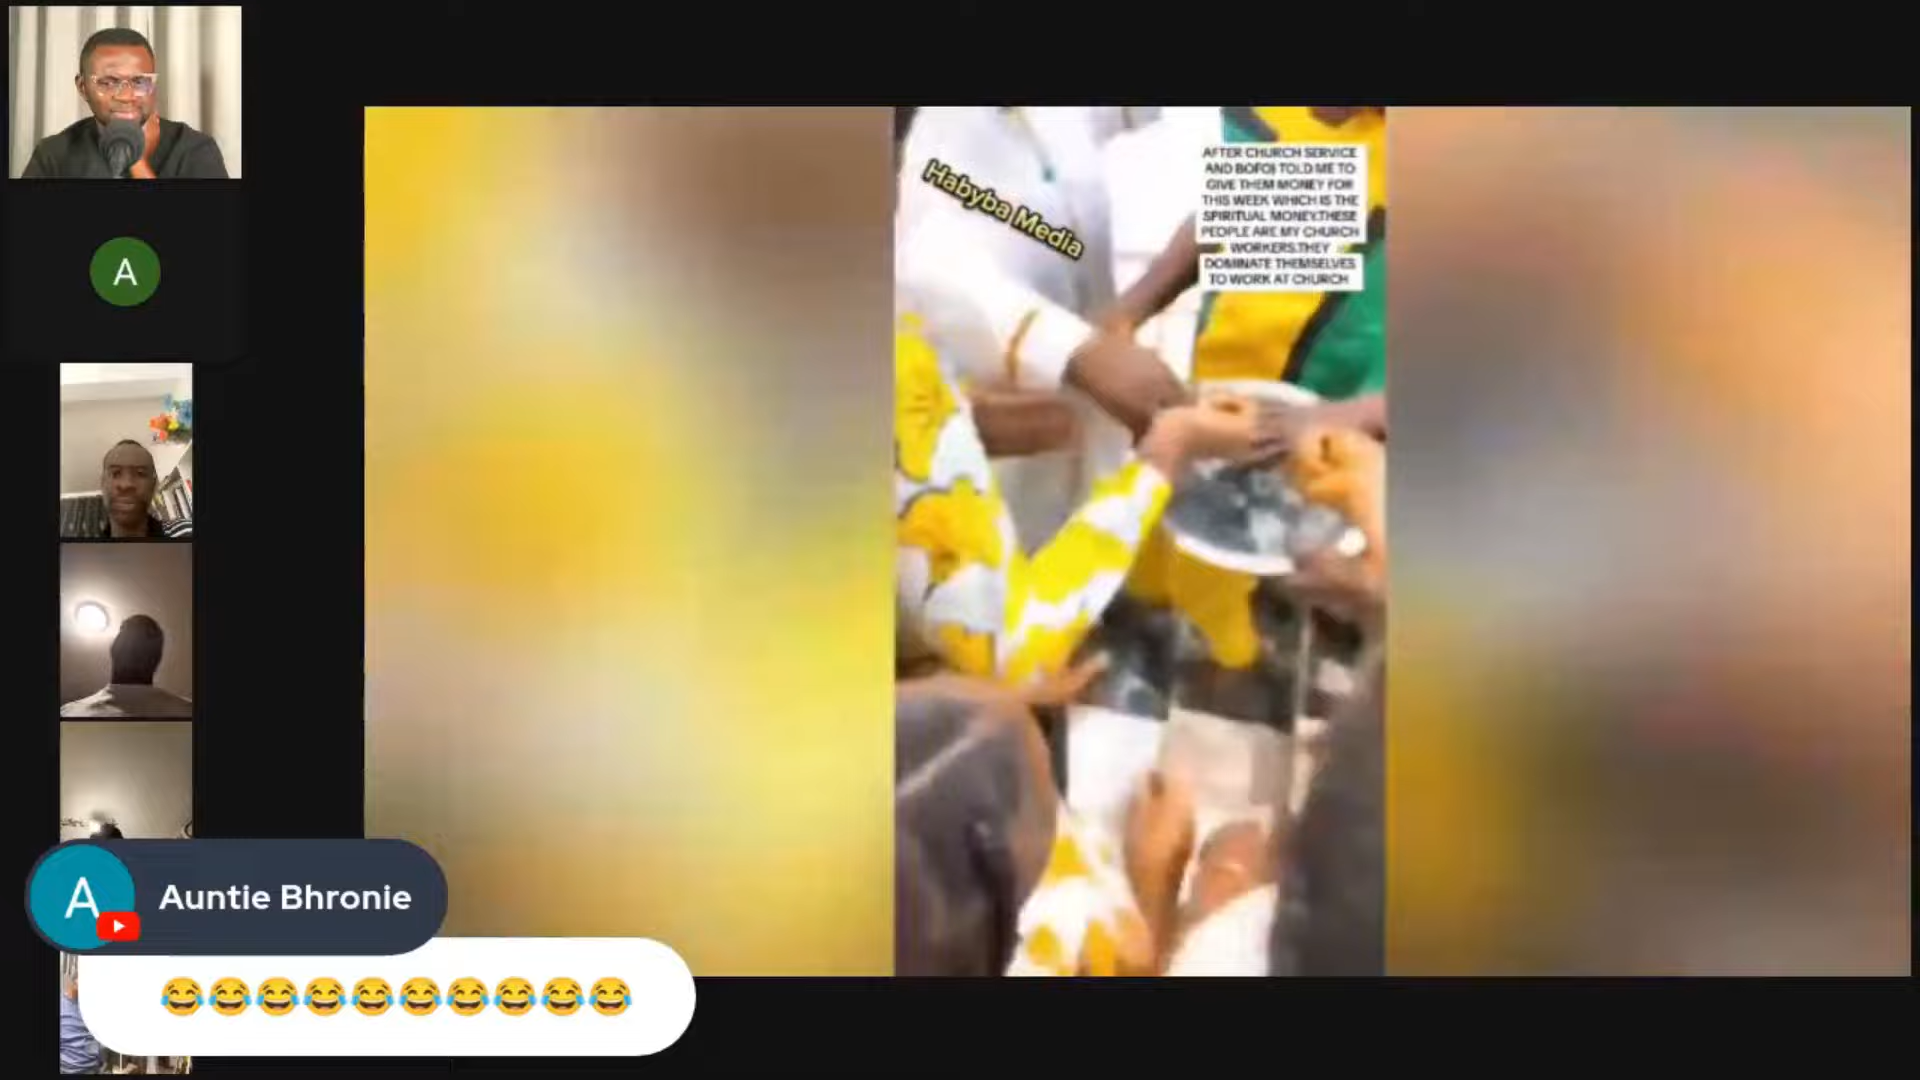 A
Habyba Media
AFTER CHURCH SERVICE
AND BOFOJ TOLD ME TO
GIVE THEM MONEY FOR
THIS WEEK WHICH IS THE
SPIRITUAL MONEY.THESE
PEOPLE ARE MY CHURCH
WORKERS.THEY
DOMINATE THEMSELVES
TO WORK AT CHURCH
A
Auntie Bhronie
😂😂😂😂😂😂😂😂😂😂